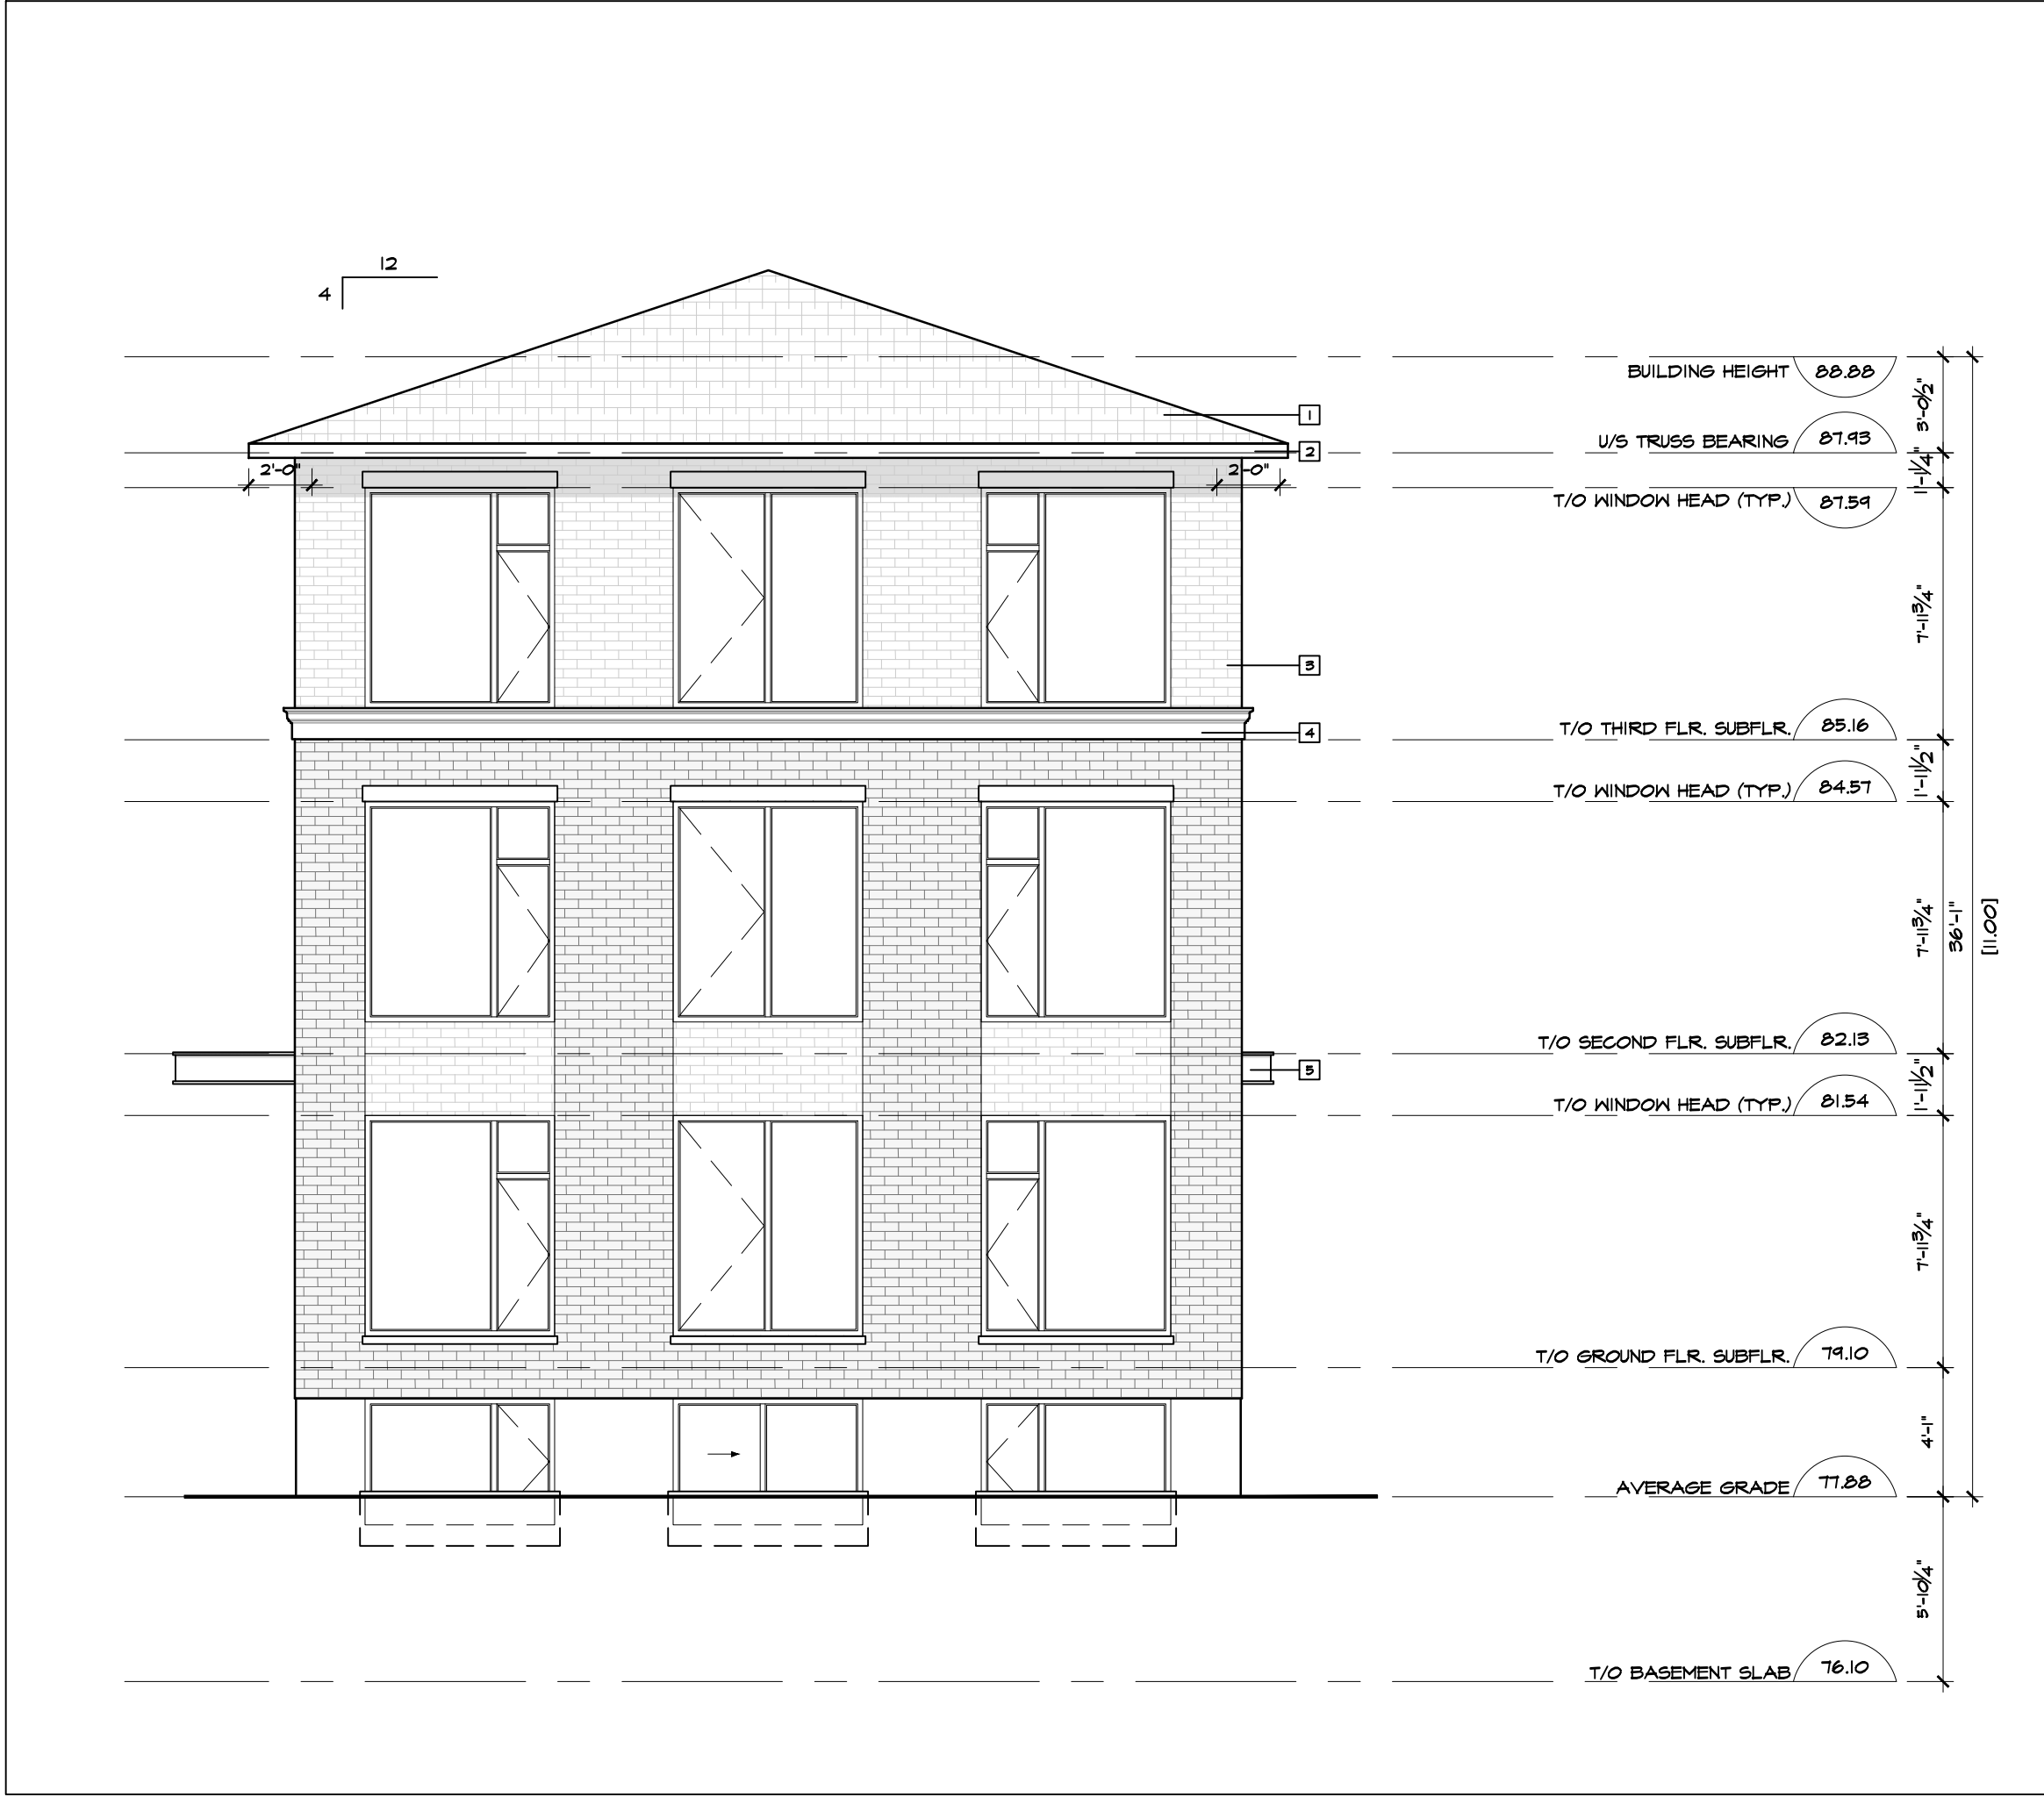 12
4
BUILDING HEIGHT 88.88
3'-0½"
1
U/S TRUSS BEARING 87.93
2
2'-0"
2'-0"
1'-1¼"
T/O WINDOW HEAD (TYP.) 87.59
7'-11¾"
3
T/O THIRD FLR. SUBFLR. 85.16
4
1'-11½"
T/O WINDOW HEAD (TYP.) 84.57
7'-11¾"
36'-1"
[11.00]
T/O SECOND FLR. SUBFLR. 82.13
5
1'-11½"
T/O WINDOW HEAD (TYP.) 81.54
7'-11¾"
T/O GROUND FLR. SUBFLR. 79.10
4'-1"
AVERAGE GRADE 77.88
5'-10¼"
T/O BASEMENT SLAB 76.10